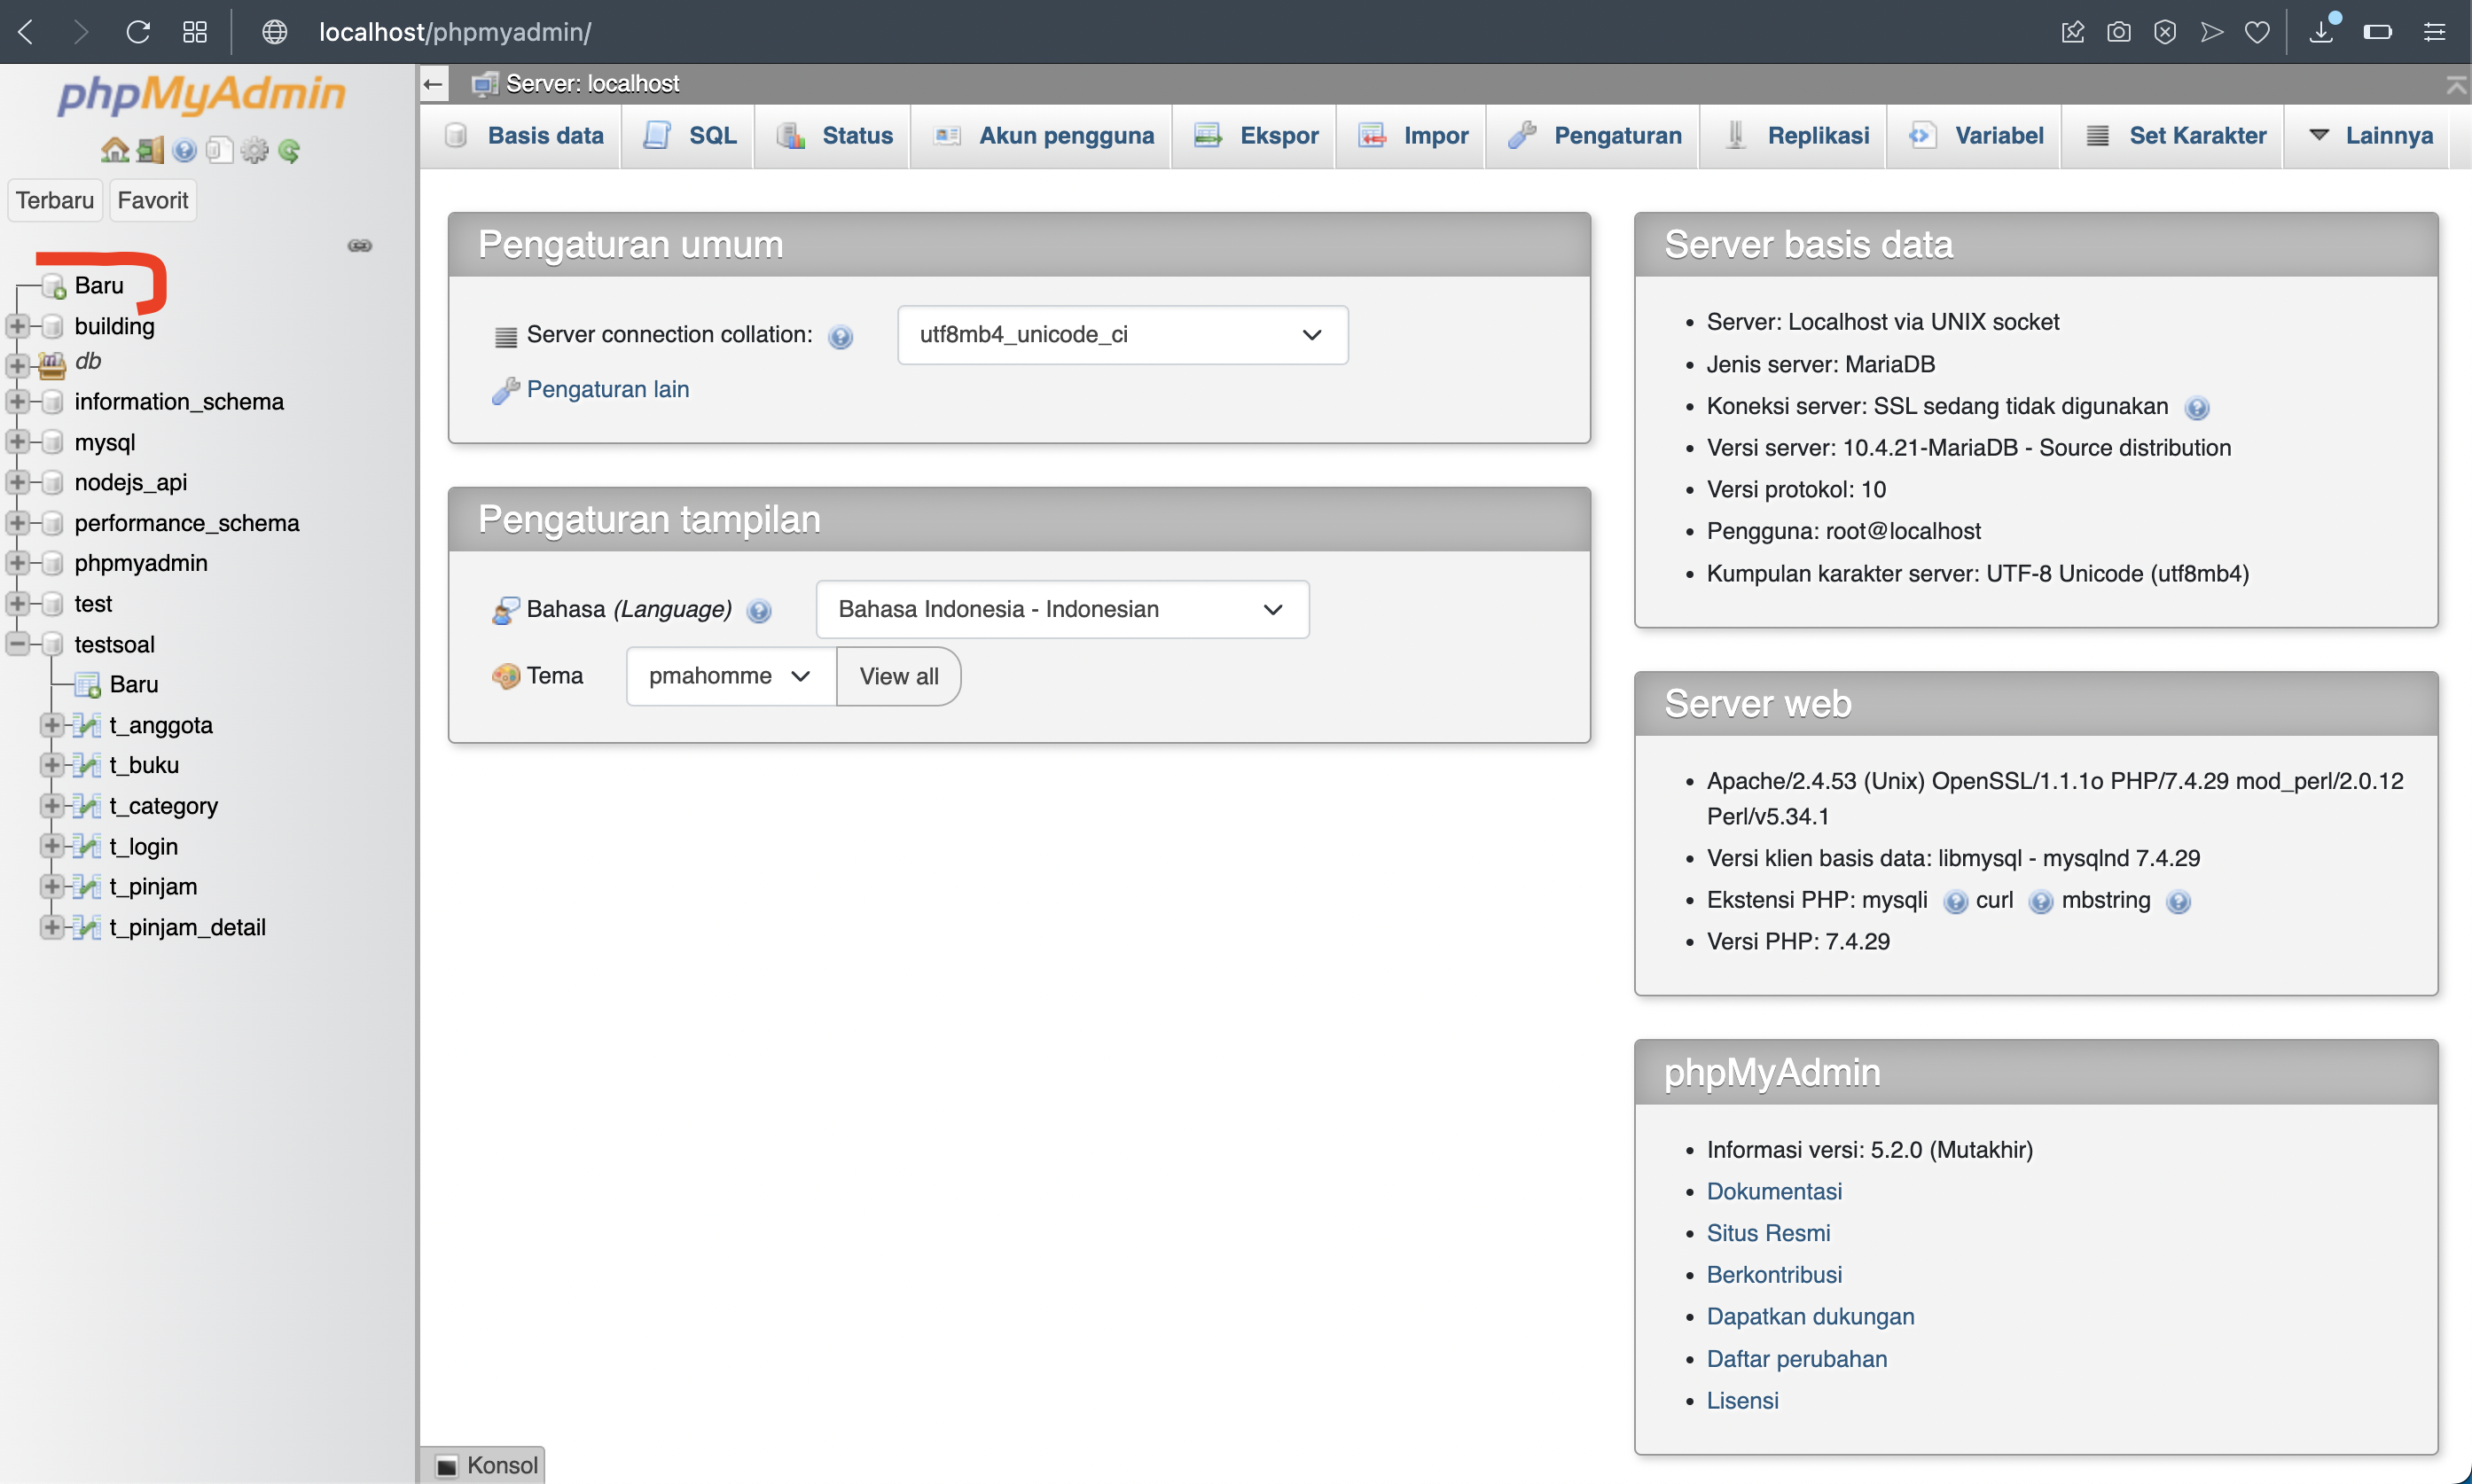 localhost/phpmyadmin/
phpMyAdmin
Terbaru Favorit
Baru
building
db
information_schema
mysql
nodejs_api
performance_schema
phpmyadmin
test
testsoal
Baru
t_anggota
t_buku
t_category
t_login
t_pinjam
t_pinjam_detail
Server: localhost
Basis data SQL Status Akun pengguna Ekspor Impor Pengaturan Replikasi Variabel Set Karakter Lainnya
Pengaturan umum
Server connection collation: utf8mb4_unicode_ci
Pengaturan lain
Pengaturan tampilan
Bahasa (Language) Bahasa Indonesia - Indonesian
Tema pmahomme View all
Server basis data
Server: Localhost via UNIX socket
Jenis server: MariaDB
Koneksi server: SSL sedang tidak digunakan
Versi server: 10.4.21-MariaDB - Source distribution
Versi protokol: 10
Pengguna: root@localhost
Kumpulan karakter server: UTF-8 Unicode (utf8mb4)
Server web
Apache/2.4.53 (Unix) OpenSSL/1.1.1o PHP/7.4.29 mod_perl/2.0.12
Perl/v5.34.1
Versi klien basis data: libmysql - mysqlnd 7.4.29
Ekstensi PHP: mysqli curl mbstring
Versi PHP: 7.4.29
phpMyAdmin
Informasi versi: 5.2.0 (Mutakhir)
Dokumentasi
Situs Resmi
Berkontribusi
Dapatkan dukungan
Daftar perubahan
Lisensi
Konsol